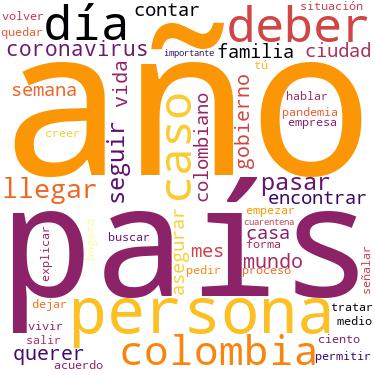 volver
quedar
día
contar
deber
situación
coronavirus
importante
familia
ciudad
año
semana
vida
tú
caso
colombiano
gobierno
hablar
pandemia
empresa
creer
seguir
llegar
pasar
encontrar
empezar
cuarentena
forma
país
explicar
bogotá
buscar
asegurar
mes
casa
pedir
mundo
proceso
señalar
persona
dejar
vivir
salir
querer
acuerdo
colombia
tratar
medio
ciento
permitir